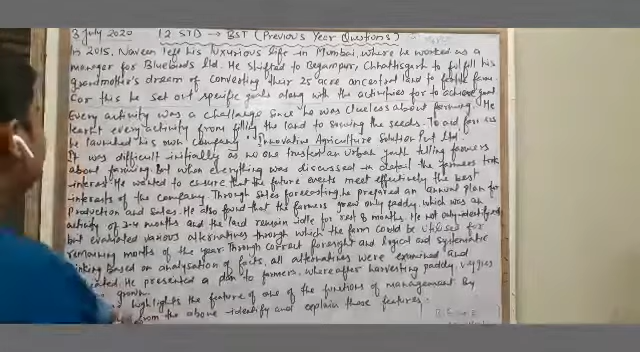 3 July 2020 12 STD → BST (Previous Year Questions)
In 2015, Naveen left his luxurious life in Mumbai, where he worked as a
manager for Bluebirds Ltd. He shifted to Begampur, Chhattisgarh to fulfill his
grandmother's dream of converting their 25 acre ancestral land to fertile farm.
For this he set out specific goals along with the activities for to achieve goal
Every activity was a challenge since he was clueless about farming. He
learnt every activity from filling the land to sowing the seeds. To aid farmers
he launched his own company "Innovative Agriculture Solution Pvt Ltd"
It was difficult initially as no one trusted an urban youth telling farmers
about farming. But when everything was discussed in detail the farmers took
interest. He wanted to ensure that the future events meet effectively the best
interests of the company. Through sales forecasting, he prepared an annual plan for
production and sales. He also found that the farmers grew only paddy, which was an
activity of 3-4 months and the land remain idle for rest 8 months. He not only identified
but evaluated various alternatives through which the farm could be utilised for
remaining months of the year. Through correct foresight and logical and systematic
thinking based on analysation of facts, all alternatives were examined and
He presented a plan to farmers, where after harvesting paddy, veggies
grown
highlights the feature of one of the functions of management. By
from the above identify and explain those features.